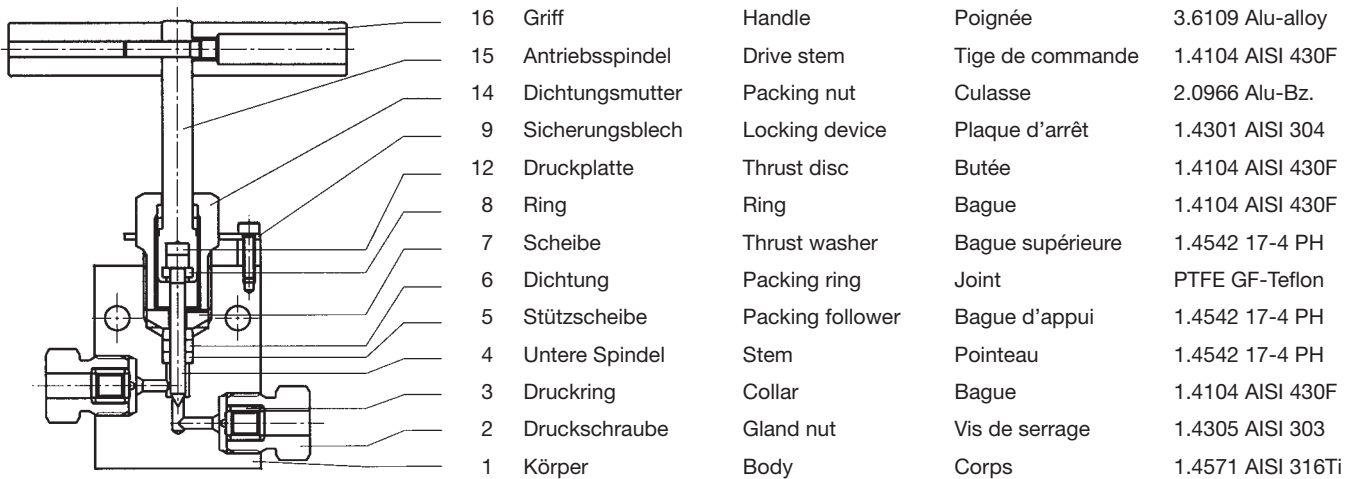 16 Griff Handle Poignée 3.6109 Alu-alloy
15 Antriebsspindel Drive stem Tige de commande 1.4104 AISI 430F
14 Dichtungsmutter Packing nut Culasse 2.0966 Alu-Bz.
9 Sicherungsblech Locking device Plaque d’arrêt 1.4301 AISI 304
12 Druckplatte Thrust disc Butée 1.4104 AISI 430F
8 Ring Ring Bague 1.4104 AISI 430F
7 Scheibe Thrust washer Bague supérieure 1.4542 17-4 PH
6 Dichtung Packing ring Joint PTFE GF-Teflon
5 Stützscheibe Packing follower Bague d’appui 1.4542 17-4 PH
4 Untere Spindel Stem Pointeau 1.4542 17-4 PH
3 Druckring Collar Bague 1.4104 AISI 430F
2 Druckschraube Gland nut Vis de serrage 1.4305 AISI 303
1 Körper Body Corps 1.4571 AISI 316Ti